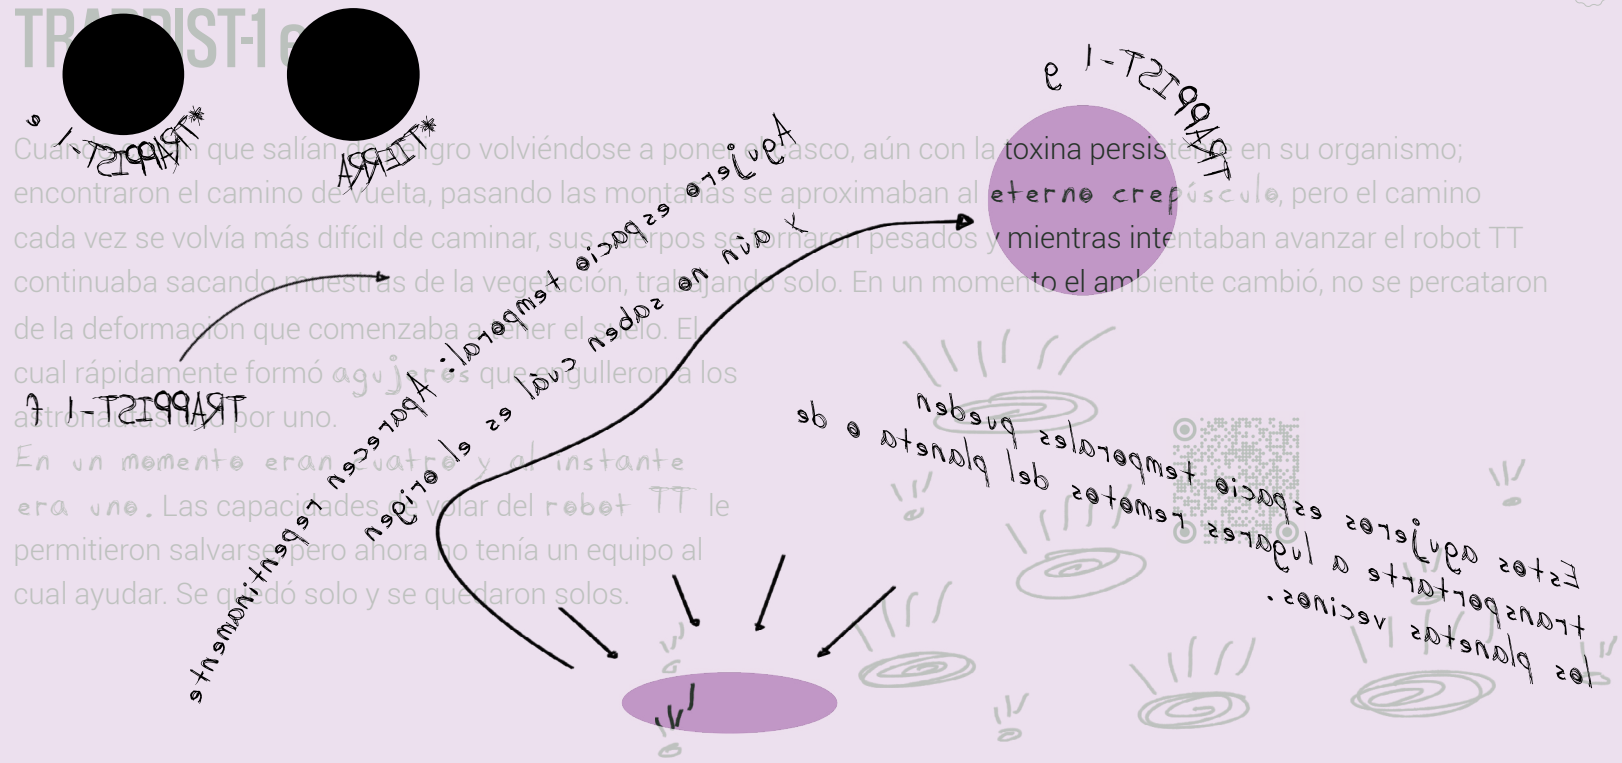 TRAPPIST-1 e
*TRAPPIST-1 e
*TIERRA
TRAPPIST-1 g
que salían peligro volviéndose a poner casco, aún con la toxina persistente en su organismo;
encontraron el camino de vuelta, pasando las montañas se aproximaban al eterno crepúsculo, pero el camino
cada vez se volvía más difícil de caminar, sus cuerpos se tornaron pesados y mientras intentaban avanzar el robot TT
continuaba sacando muestras de la vegetación, trabajando solo. En un momento el ambiente cambió, no se percataron
de la deformación que comenzaba a tener el suelo. El
cual rápidamente formó agujeros que engulleron a los
astronautas uno por uno.
En un momento eran cuatro y al instante
era uno. Las capacidades de volar del robot TT le
permitieron salvarse pero ahora no tenía un equipo al
cual ayudar. Se quedó solo y se quedaron solos.
TRAPPIST-1 f
Agujero espacio temporal: Aparecen repentinamente
y aún no saben cuál es el origen
Estos agujeros espacio temporales pueden
transportarte a lugares remotos del planeta o de
los planetas vecinos.